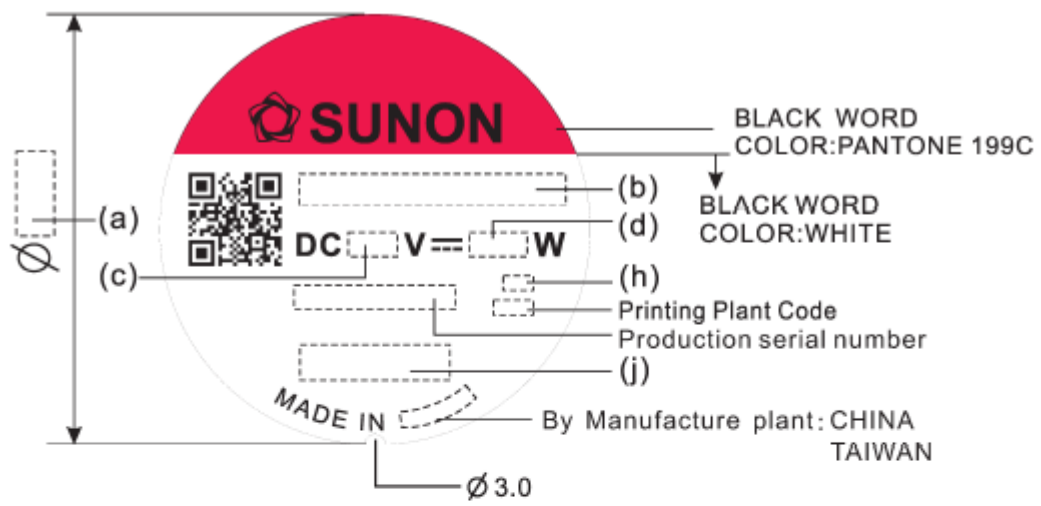 SUNON
BLACK WORD
COLOR:PANTONE 199C
(a)
(b)
BLACK WORD
COLOR:WHITE
DC V⎓ W
(d)
(c)
(h)
Printing Plant Code
Production serial number
(j)
MADE IN
By Manufacture plant: CHINA
TAIWAN
Ø
Ø 3.0